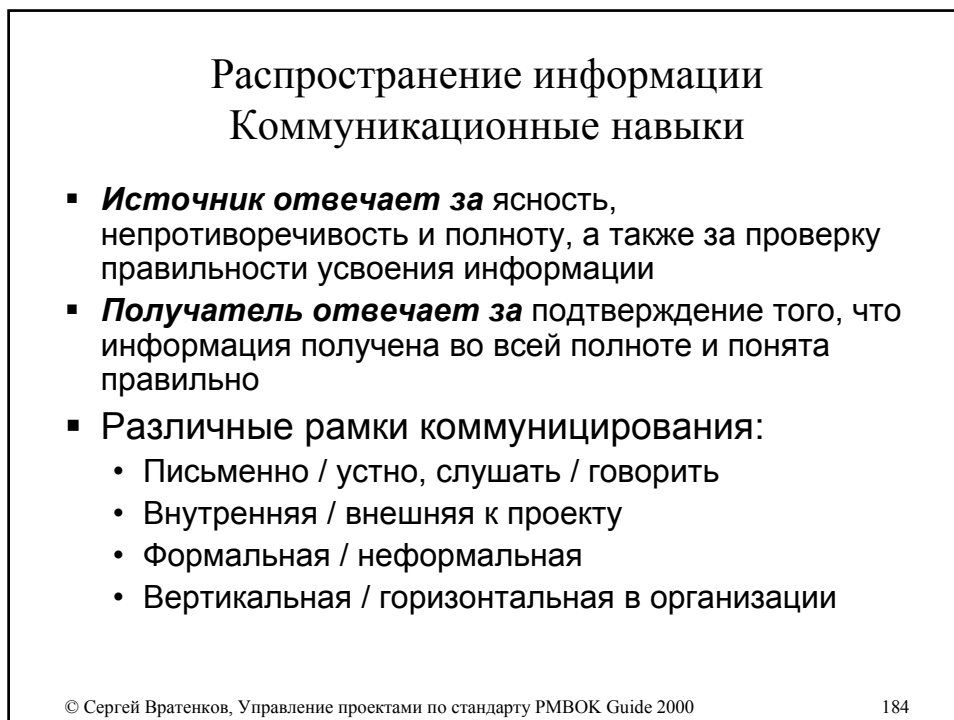 Распространение информации
Коммуникационные навыки
▪ Источник отвечает за ясность,
непротиворечивость и полноту, а также за проверку
правильности усвоения информации
▪ Получатель отвечает за подтверждение того, что
информация получена во всей полноте и понята
правильно
▪ Различные рамки коммуницирования:
• Письменно / устно, слушать / говорить
• Внутренняя / внешняя к проекту
• Формальная / неформальная
• Вертикальная / горизонтальная в организации
© Сергей Вратенков, Управление проектами по стандарту PMBOK Guide 2000 184